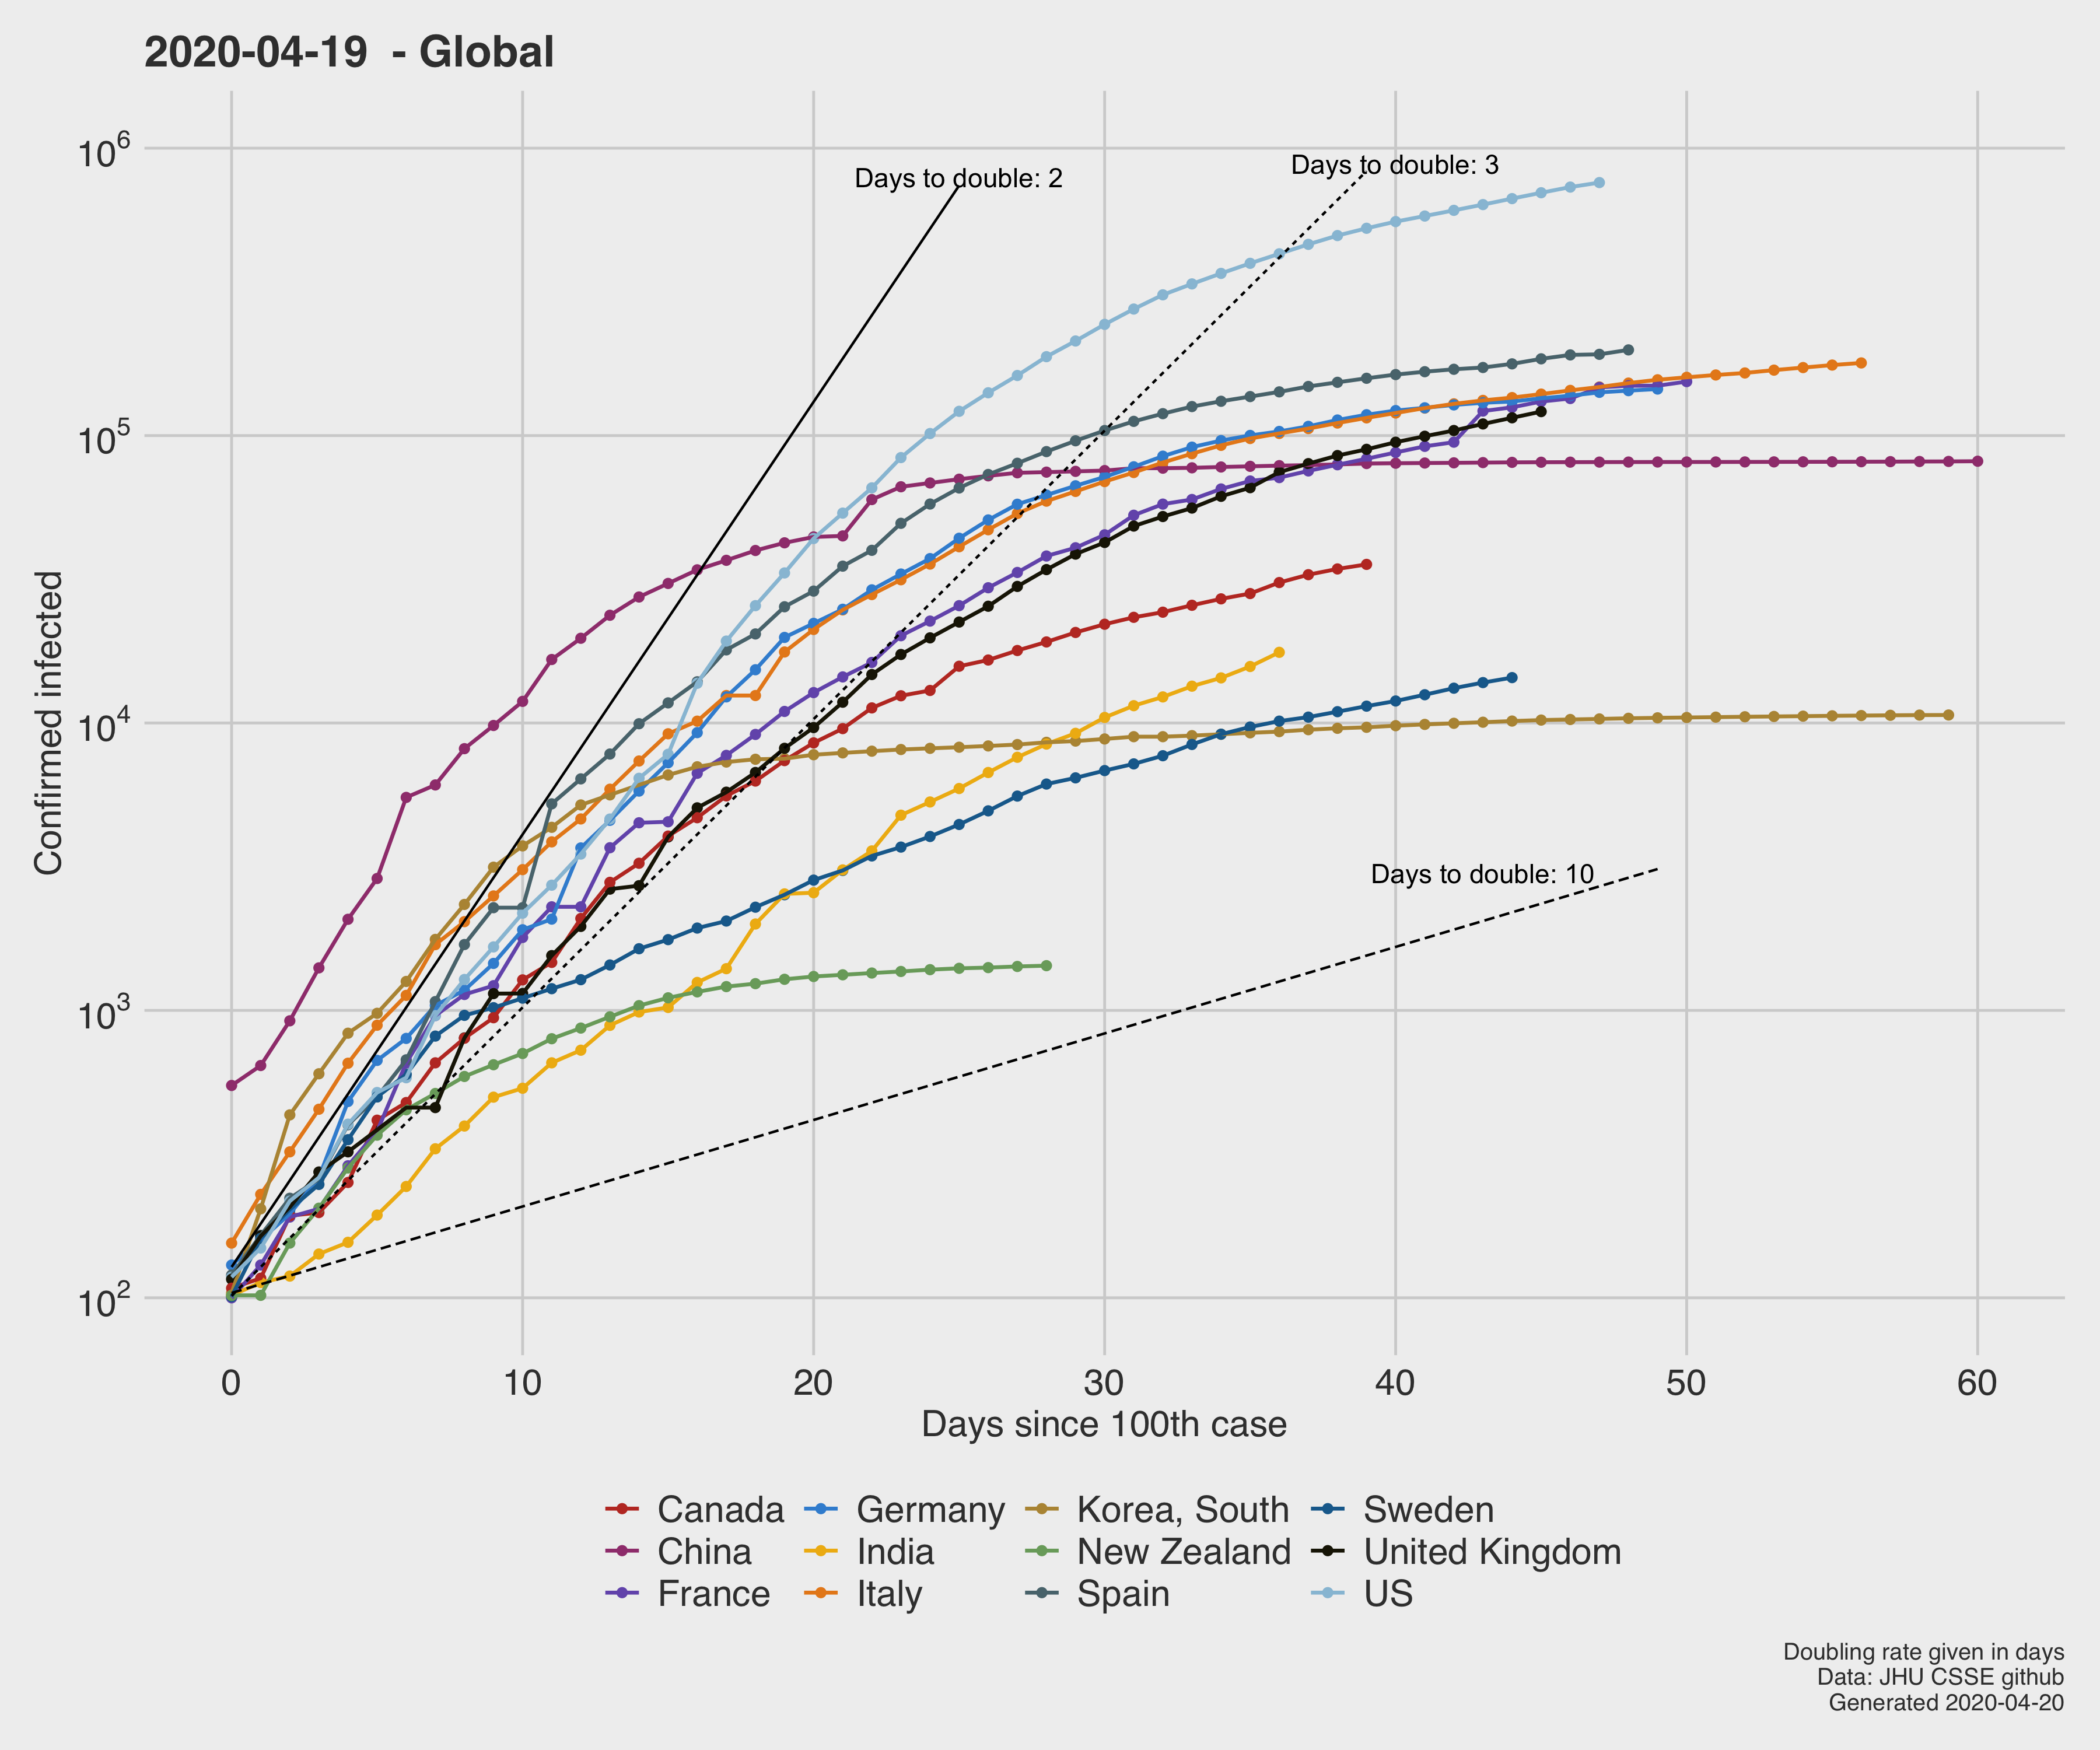 2020-04-19 - Global
10^6
10^5
10^4
10^3
10^2
Confirmed infected
Days to double: 2
Days to double: 3
Days to double: 10
0 10 20 30 40 50 60
Days since 100th case
Canada Germany Korea, South Sweden
China India New Zealand United Kingdom
France Italy Spain US
Doubling rate given in days
Data: JHU CSSE github
Generated 2020-04-20